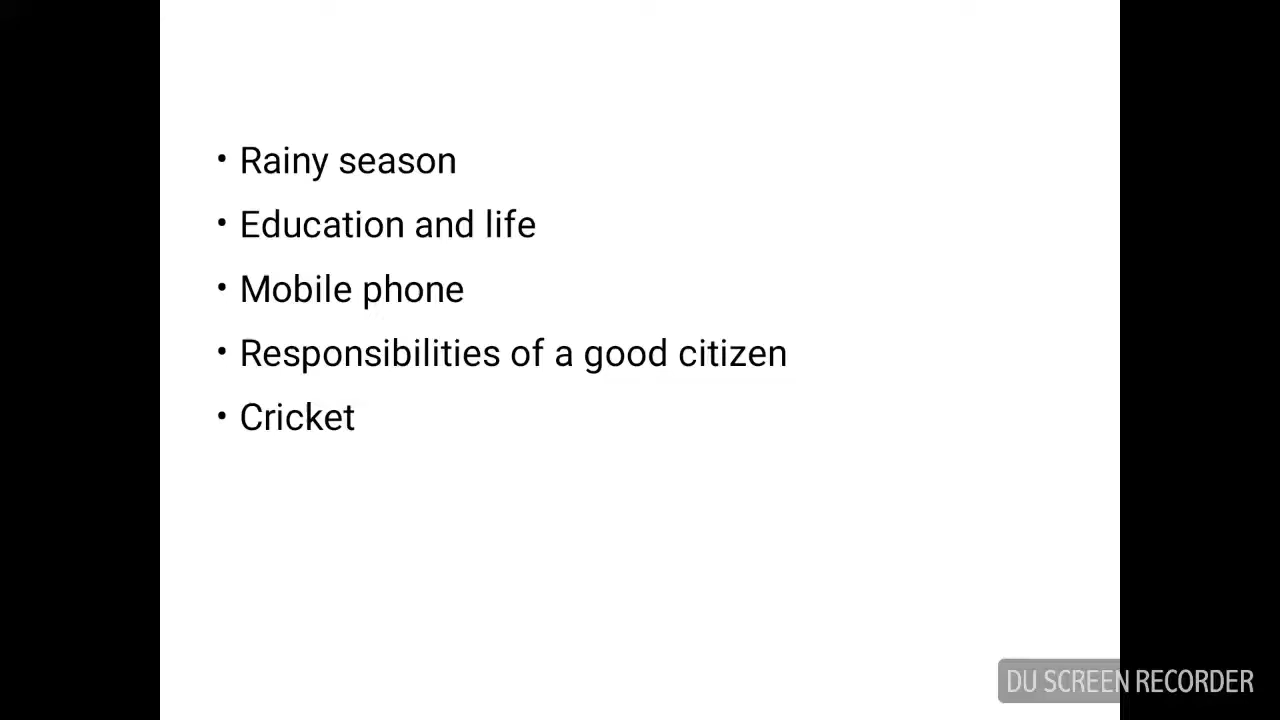 • Rainy season
• Education and life
• Mobile phone
• Responsibilities of a good citizen
• Cricket
DU SCREEN RECORDER